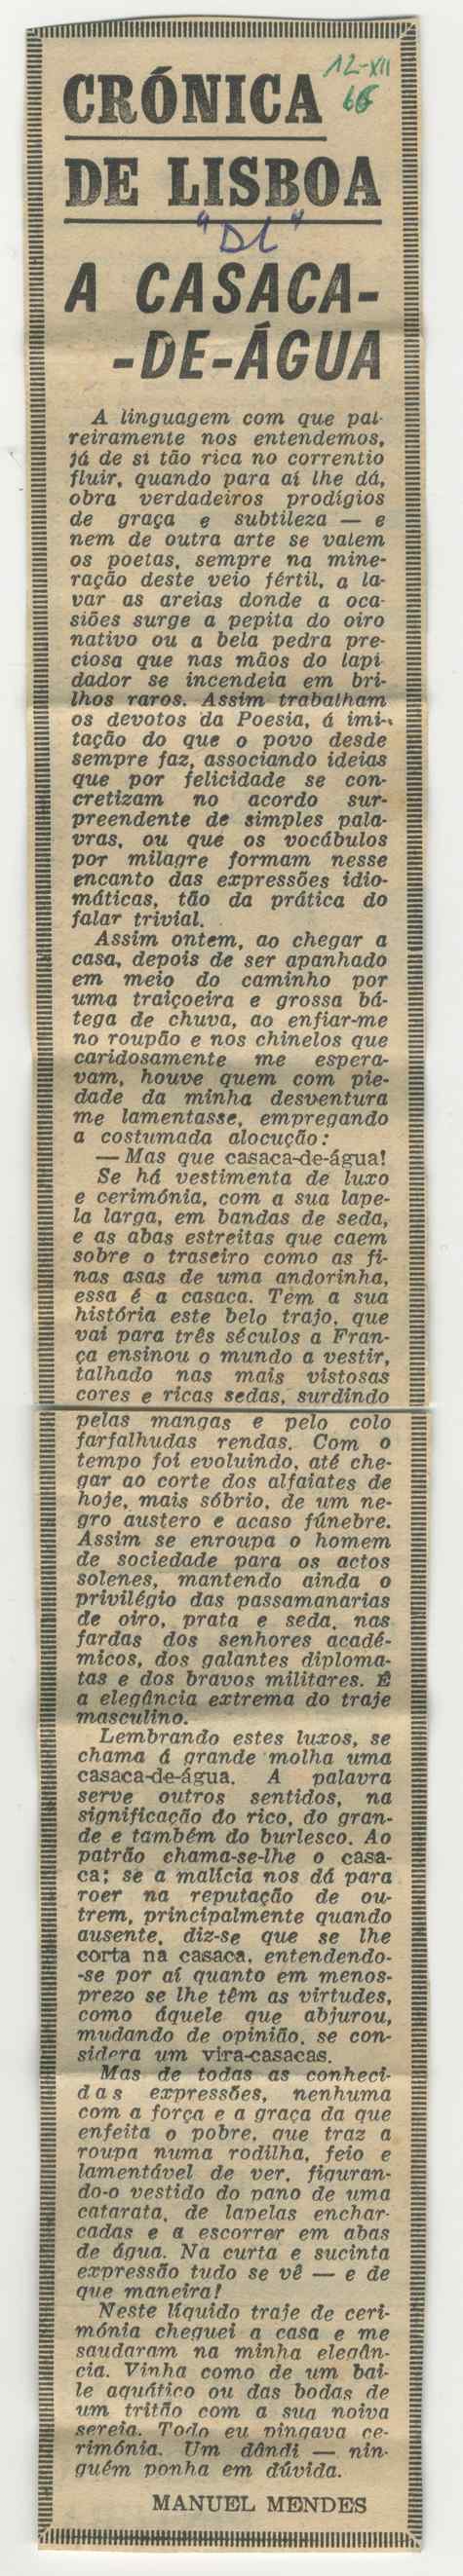 CRÓNICA
12-XII
66
DE LISBOA
"DL"
A CASACA-
-DE-ÁGUA
A linguagem com que pal-
reiramente nos entendemos,
já de si tão rica no correntio
fluir, quando para aí lhe dá,
obra verdadeiros prodígios
de graça e subtileza — e
nem de outra arte se valem
os poetas, sempre na mine-
ração deste veio fértil, a la-
var as areias donde a oca-
siões surge a pepita do oiro
nativo ou a bela pedra pre-
ciosa que nas mãos do lapi
dador se incendeia em bri-
lhos raros. Assim trabalham
os devotos da Poesia, á imi-
tação do que o povo desde
sempre faz, associando ideias
que por felicidade se con-
cretizam no acordo sur-
preendente de simples pala-
vras, ou que os vocábulos
por milagre formam nesse
encanto das expressões idio-
máticas, tão da prática do
falar trivial.
Assim ontem, ao chegar a
casa, depois de ser apanhado
em meio do caminho por
uma traiçoeira e grossa bá-
tega de chuva, ao enfiar-me
no roupão e nos chinelos que
caridosamente me espera-
vam, houve quem com pie-
dade da minha desventura
me lamentasse, empregando
a costumada alocução:
— Mas que casaca-de-água!
Se há vestimenta de luxo
e cerimónia, com a sua lape-
la larga, em bandas de seda,
e as abas estreitas que caem
sobre o traseiro como as fi-
nas asas de uma andorinha,
essa é a casaca. Tem a sua
história este belo trajo, que
vai para três séculos a Fran-
ça ensinou o mundo a vestir,
talhado nas mais vistosas
cores e ricas sedas, surdindo
pelas mangas e pelo colo
farfalhudas rendas. Com o
tempo foi evoluindo, até che-
gar ao corte dos alfaiates de
hoje, mais sóbrio, de um ne-
gro austero e acaso fúnebre.
Assim se enroupa o homem
de sociedade para os actos
solenes, mantendo ainda o
privilégio das passamanarias
de oiro, prata e seda, nas
fardas dos senhores acadé-
micos, dos galantes diploma-
tas e dos bravos militares. É
a elegância extrema do traje
masculino.
Lembrando estes luxos, se
chama á grande molha uma
casaca-de-água. A palavra
serve outros sentidos, na
significação do rico, do gran-
de e também do burlesco. Ao
patrão chama-se-lhe o casa-
ca; se a malícia nos dá para
roer na reputação de ou-
trem, principalmente quando
ausente, diz-se que se lhe
corta na casaca, entendendo-
-se por aí quanto em menos-
prezo se lhe têm as virtudes,
como áquele que abjurou,
mudando de opinião, se con-
sidera um vira-casacas.
Mas de todas as conheci-
das expressões, nenhuma
com a força e a graça da que
enfeita o pobre, que traz a
roupa numa rodilha, feio e
lamentável de ver, figuran-
do-o vestido do pano de uma
catarata, de lapelas enchar-
cadas e a escorrer em abas
de água. Na curta e sucinta
expressão tudo se vê — e de
que maneira!
Neste líquido traje de ceri-
mónia cheguei a casa e me
saudaram na minha elegân-
cia. Vinha como de um bai-
le aquático ou das bodas de
um tritão com a sua noiva
sereia. Todo eu pingava ce-
rimónia. Um dândi — nin-
guém ponha em dúvida.
MANUEL MENDES